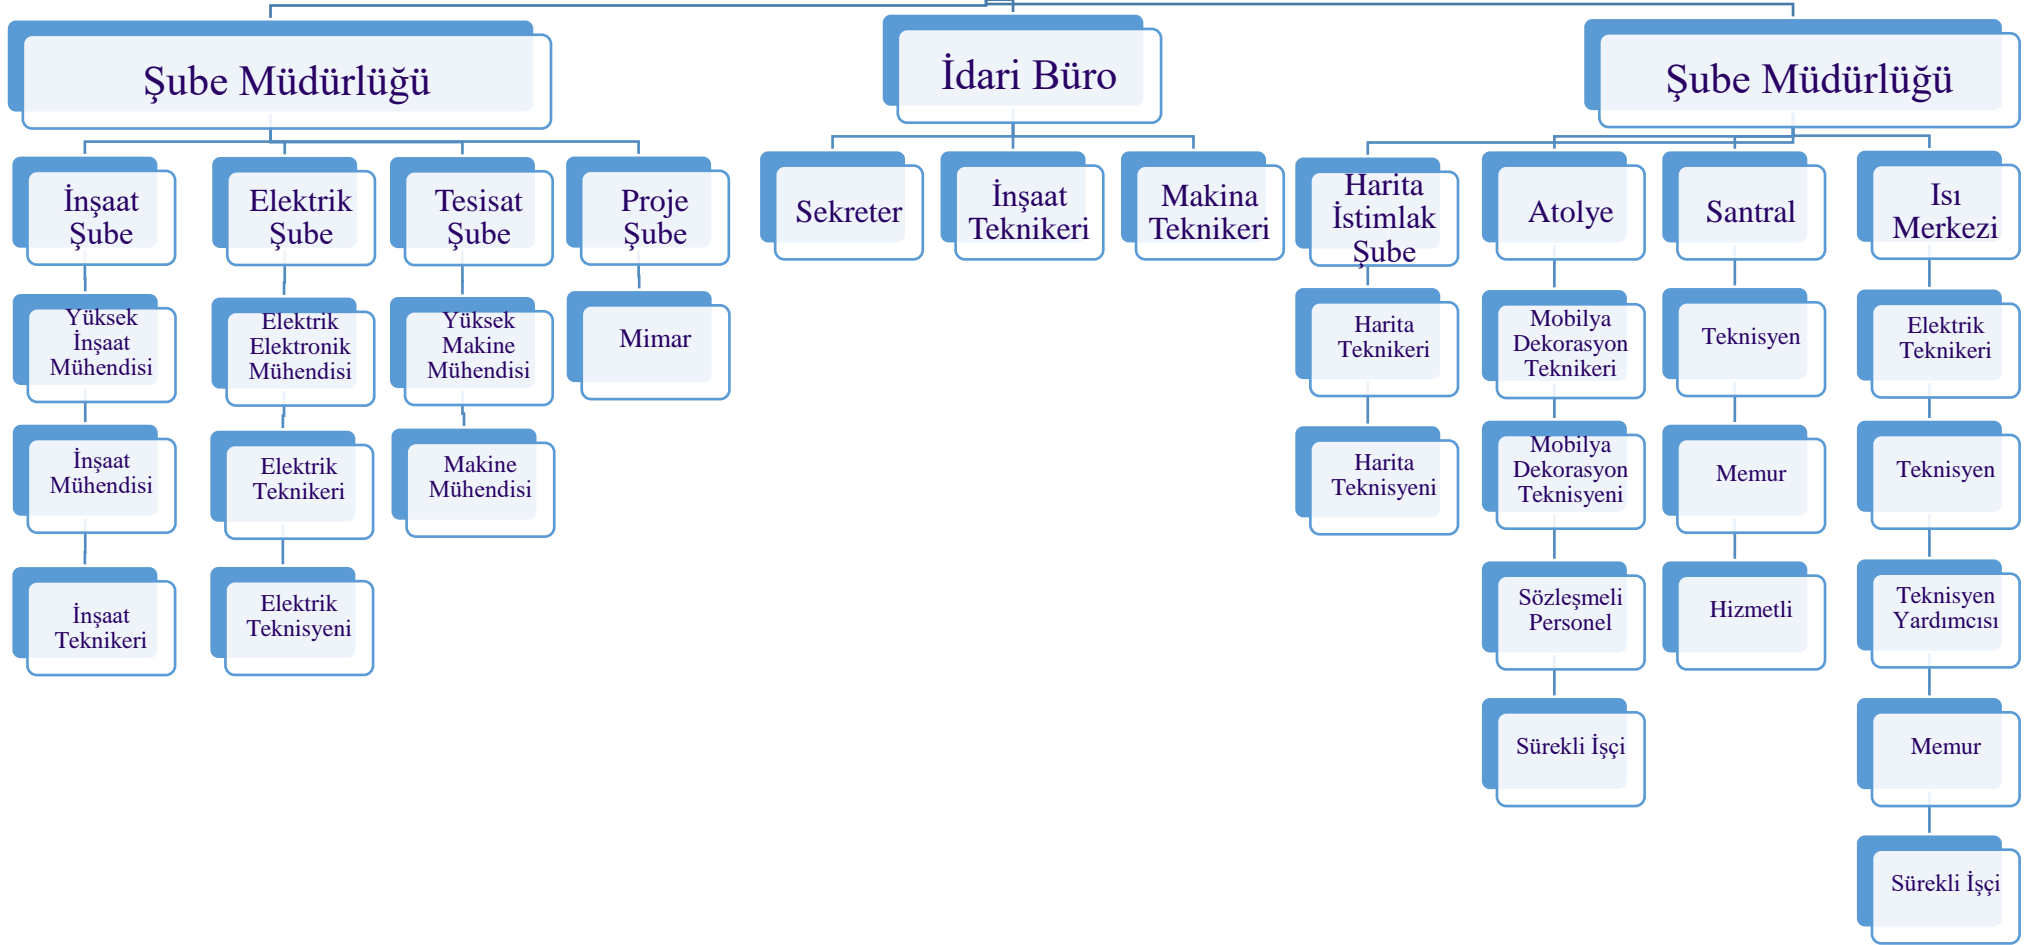 Şube Müdürlüğü
İdari Büro
Şube Müdürlüğü
İnşaat
Şube
Elektrik
Şube
Tesisat
Şube
Proje
Şube
Sekreter
İnşaat
Teknikeri
Makina
Teknikeri
Harita
İstimlak
Şube
Atolye
Santral
Isı
Merkezi
Yüksek
İnşaat
Mühendisi
Elektrik
Elektronik
Mühendisi
Yüksek
Makine
Mühendisi
Mimar
Harita
Teknikeri
Mobilya
Dekorasyon
Teknikeri
Teknisyen
Elektrik
Teknikeri
İnşaat
Mühendisi
Elektrik
Teknikeri
Makine
Mühendisi
Harita
Teknisyeni
Mobilya
Dekorasyon
Teknisyeni
Memur
Teknisyen
İnşaat
Teknikeri
Elektrik
Teknisyeni
Sözleşmeli
Personel
Hizmetli
Teknisyen
Yardımcısı
Sürekli İşçi
Memur
Sürekli İşçi